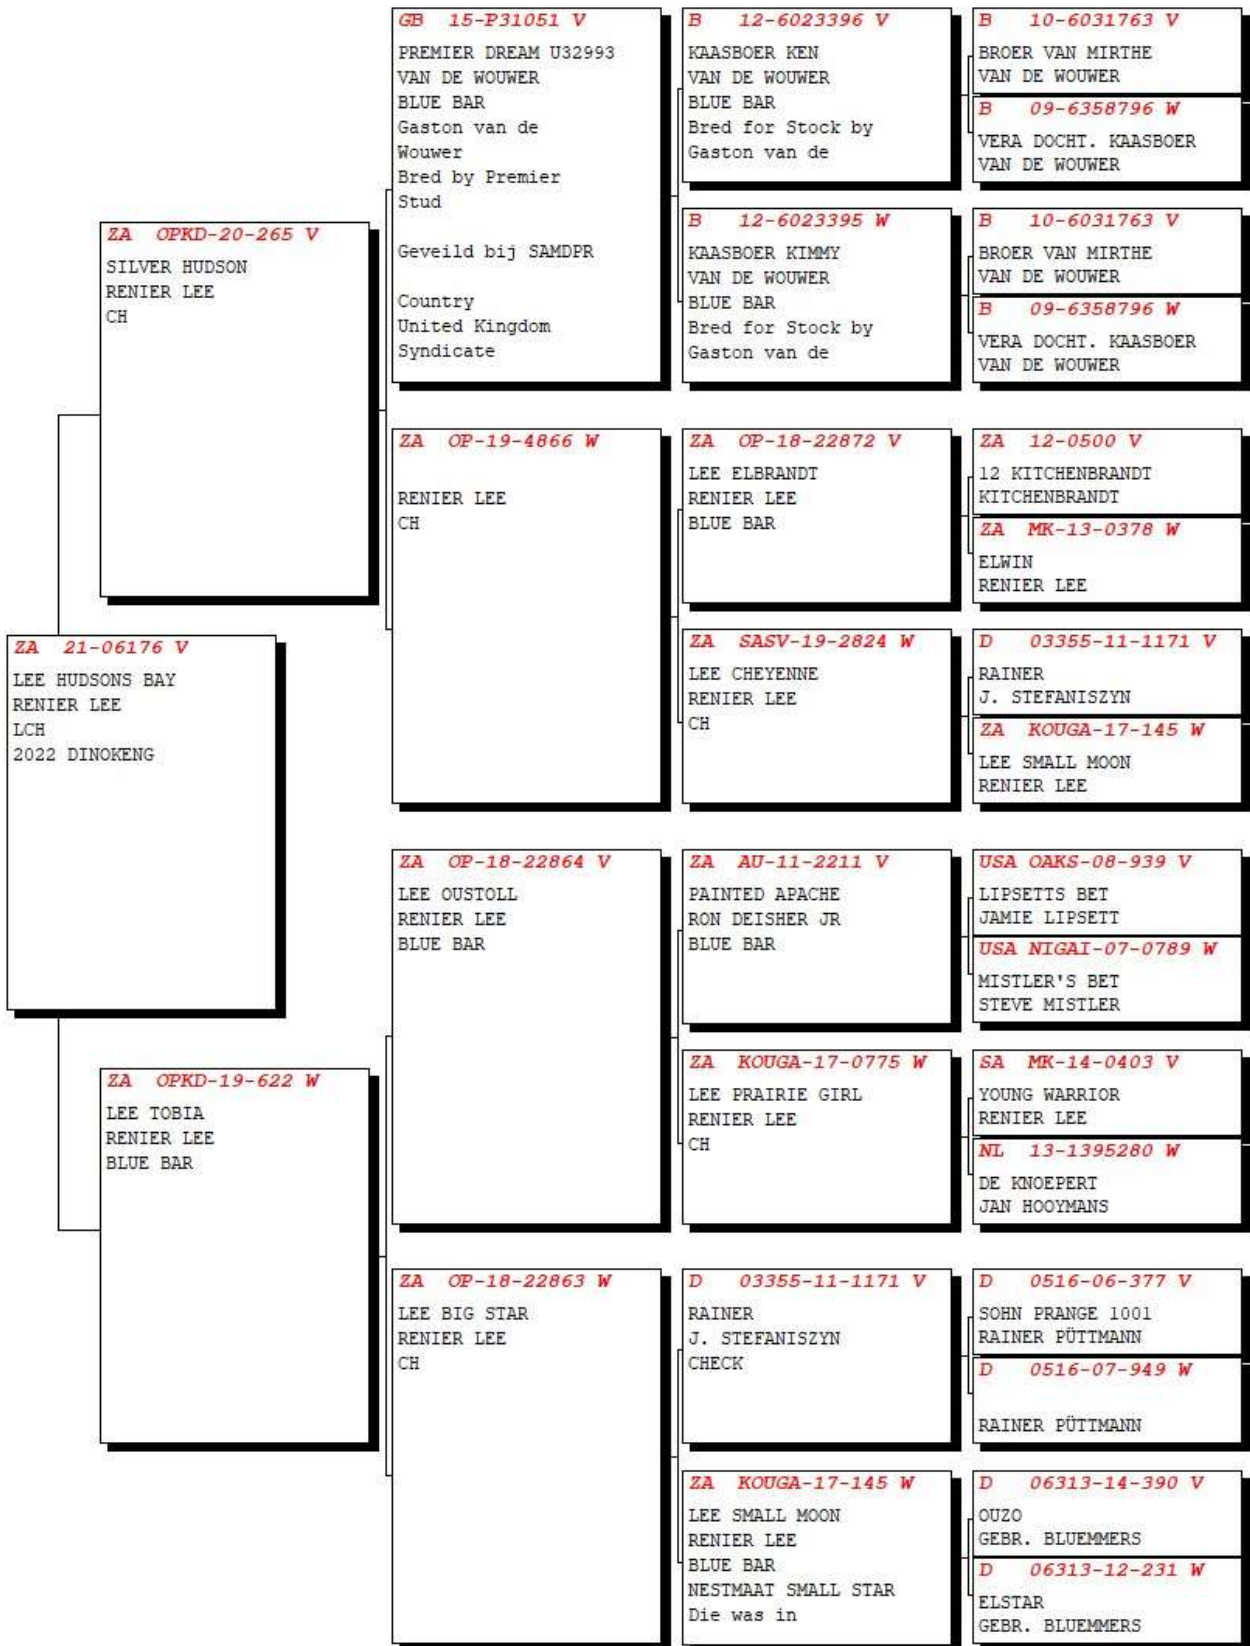 ZA 21-06176 V
LEE HUDSONS BAY
RENIER LEE
LCH
2022 DINOKENG
ZA OPKD-20-265 V
SILVER HUDSON
RENIER LEE
CH
ZA OPKD-19-622 W
LEE TOBIA
RENIER LEE
BLUE BAR
GB 15-P31051 V
PREMIER DREAM U32993
VAN DE WOUWER
BLUE BAR
Gaston van de
Wouwer
Bred by Premier
Stud
Geveild bij SAMDPR
Country
United Kingdom
Syndicate
ZA OP-19-4866 W
RENIER LEE
CH
ZA OP-18-22864 V
LEE OUSTOLL
RENIER LEE
BLUE BAR
ZA OP-18-22863 W
LEE BIG STAR
RENIER LEE
CH
B 12-6023396 V
KAASBOER KEN
VAN DE WOUWER
BLUE BAR
Bred for Stock by
Gaston van de
B 12-6023395 W
KAASBOER KIMMY
VAN DE WOUWER
BLUE BAR
Bred for Stock by
Gaston van de
ZA OP-18-22872 V
LEE ELBRANDT
RENIER LEE
BLUE BAR
ZA SASV-19-2824 W
LEE CHEYENNE
RENIER LEE
CH
ZA AU-11-2211 V
PAINTED APACHE
RON DEISHER JR
BLUE BAR
ZA KOUGA-17-0775 W
LEE PRAIRIE GIRL
RENIER LEE
CH
D 03355-11-1171 V
RAINER
J. STEFANISZYN
CHECK
ZA KOUGA-17-145 W
LEE SMALL MOON
RENIER LEE
BLUE BAR
NESTMAAT SMALL STAR
Die was in
B 10-6031763 V
BROER VAN MIRTHE
VAN DE WOUWER
B 09-6358796 W
VERA DOCHT. KAASBOER
VAN DE WOUWER
B 10-6031763 V
BROER VAN MIRTHE
VAN DE WOUWER
B 09-6358796 W
VERA DOCHT. KAASBOER
VAN DE WOUWER
ZA 12-0500 V
12 KITCHENBRANDT
KITCHENBRANDT
ZA MK-13-0378 W
ELWIN
RENIER LEE
D 03355-11-1171 V
RAINER
J. STEFANISZYN
ZA KOUGA-17-145 W
LEE SMALL MOON
RENIER LEE
USA OAKS-08-939 V
LIPSETTS BET
JAMIE LIPSETT
USA NIGAI-07-0789 W
MISTLER'S BET
STEVE MISTLER
SA MK-14-0403 V
YOUNG WARRIOR
RENIER LEE
NL 13-1395280 W
DE KNOEPERT
JAN HOOYMANS
D 0516-06-377 V
SOHN PRANGE 1001
RAINER PÜTTMANN
D 0516-07-949 W
RAINER PÜTTMANN
D 06313-14-390 V
OUZO
GEBR. BLUEMMERS
D 06313-12-231 W
ELSTAR
GEBR. BLUEMMERS